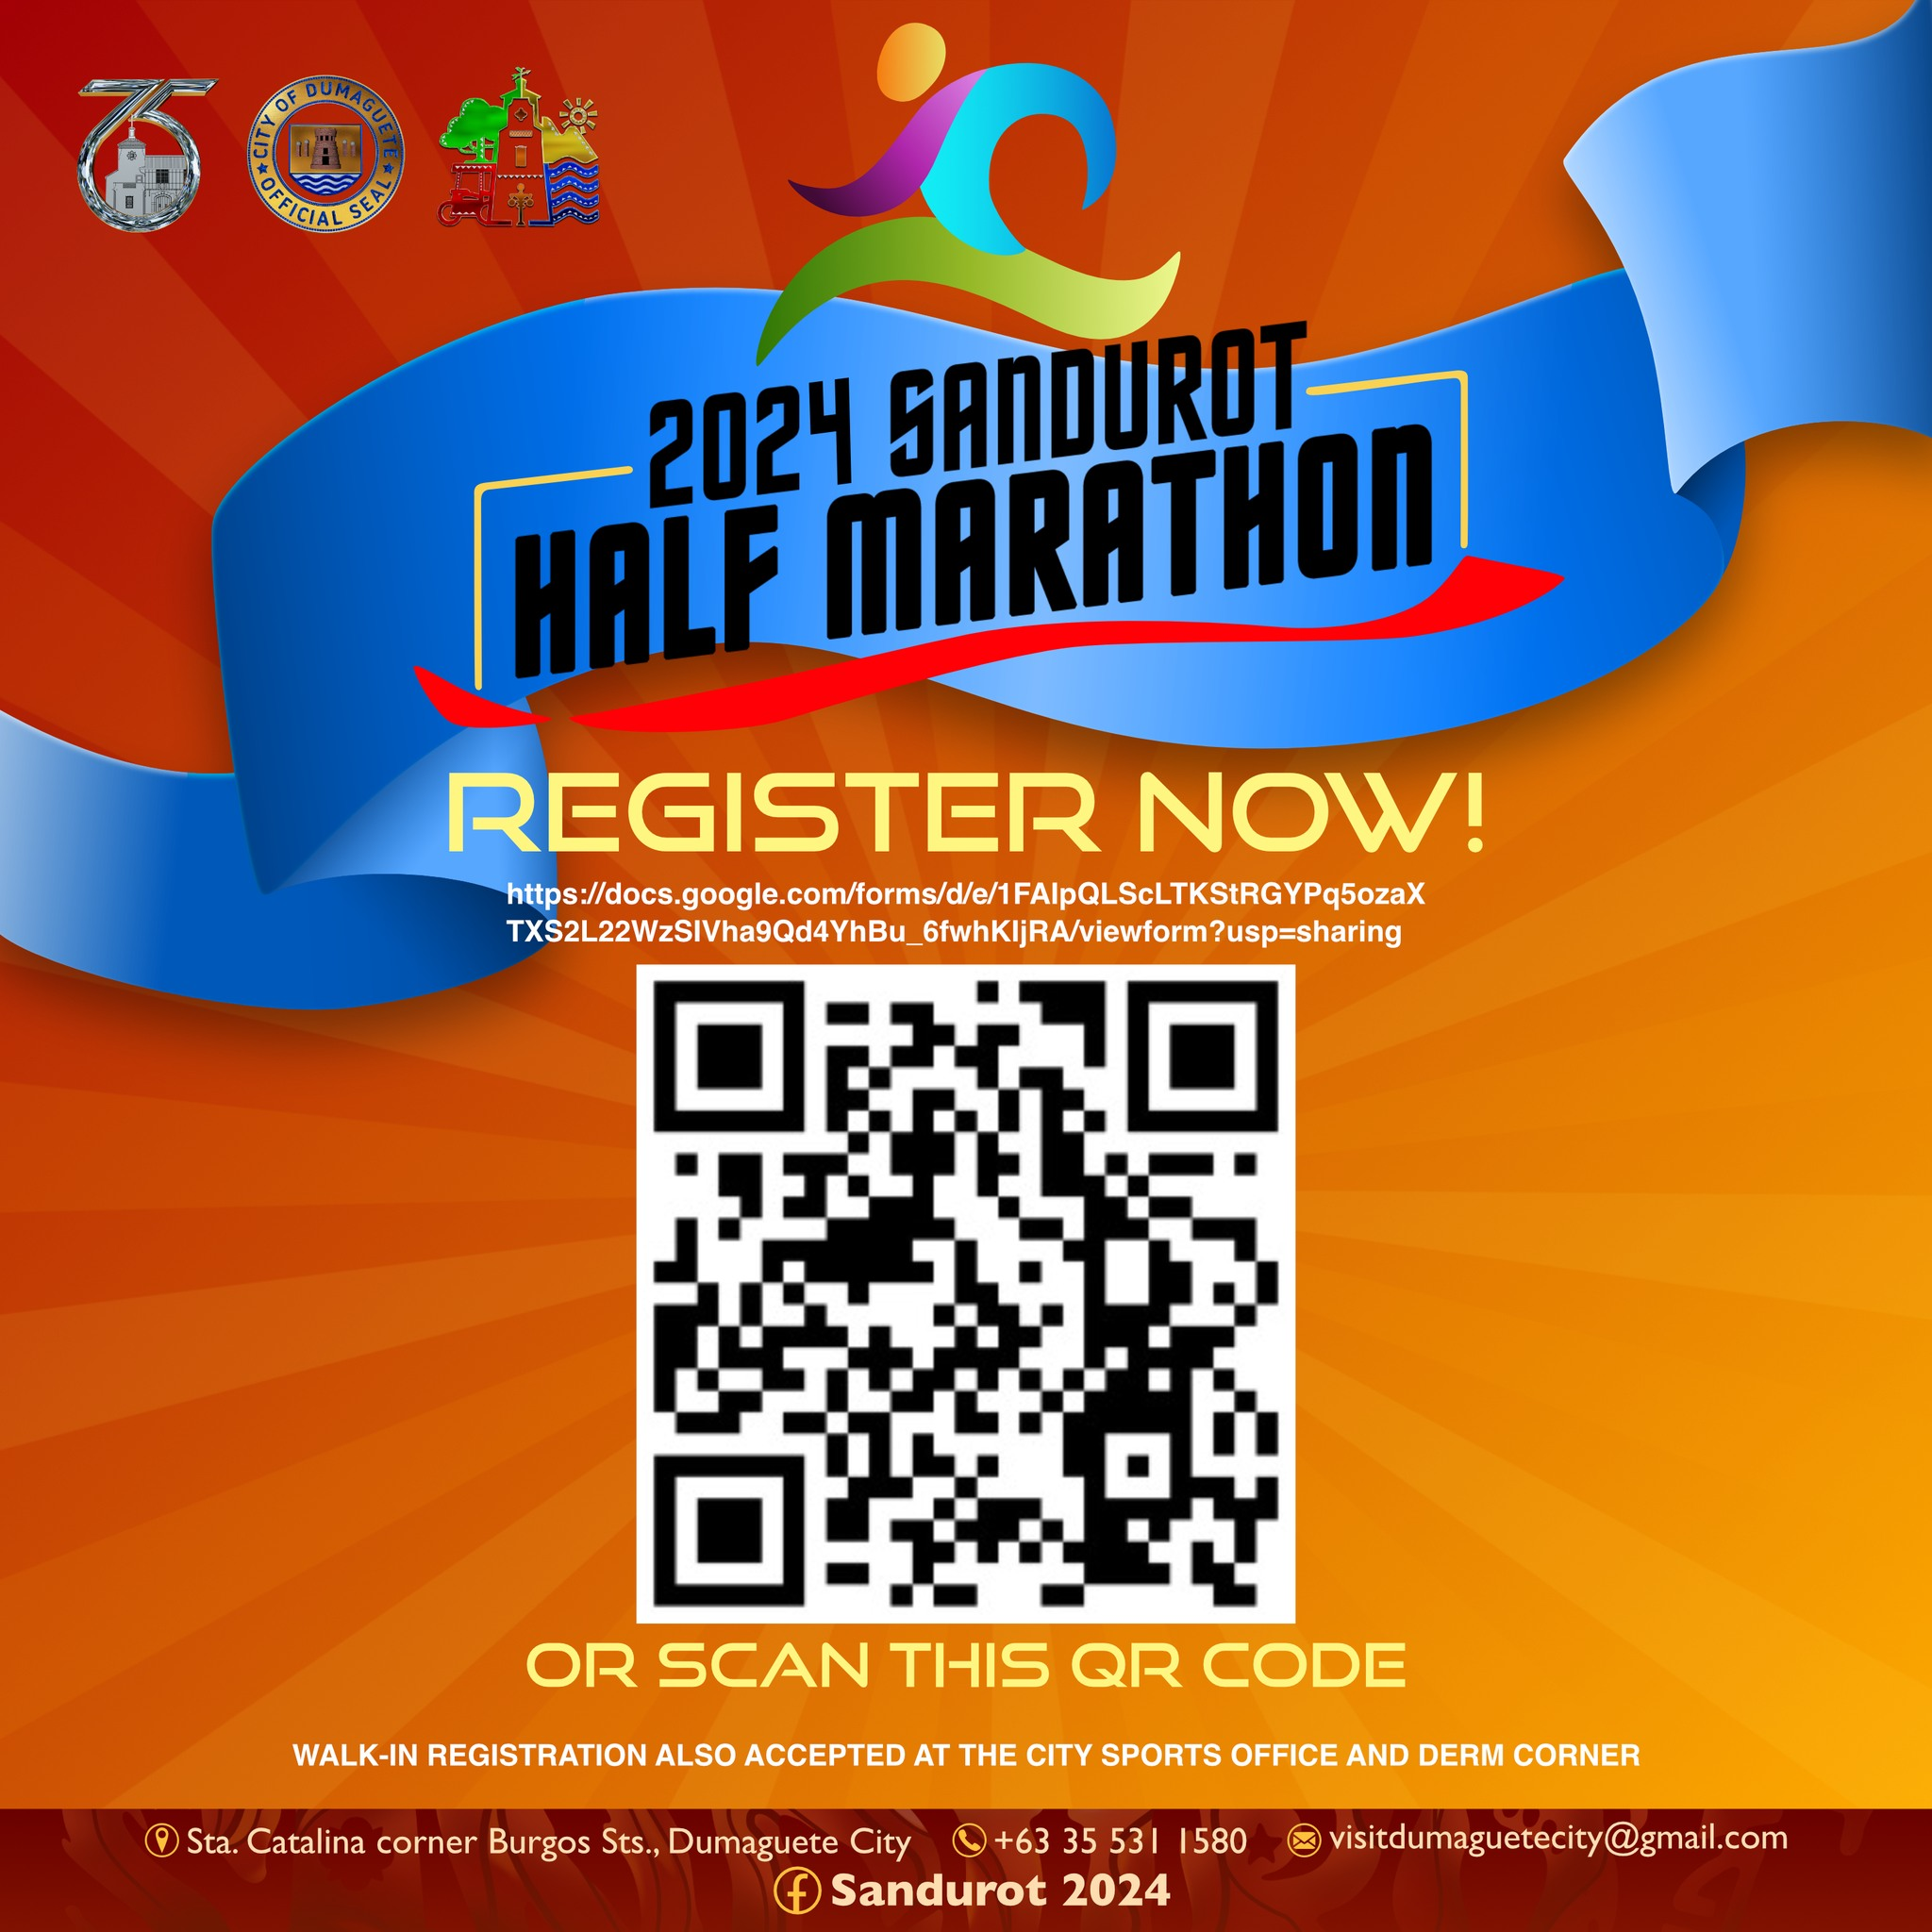 75
CITY OF DUMAGUETE
OFFICIAL SEAL
2024 SANDUROT
HALF MARATHON
REGISTER NOW!
https://docs.google.com/forms/d/e/1FAIpQLScLTKStRGYPq5ozaX
TXS2L22WzSIVha9Qd4YhBu_6fwhKIjRA/viewform?usp=sharing
OR SCAN THIS QR CODE
WALK-IN REGISTRATION ALSO ACCEPTED AT THE CITY SPORTS OFFICE AND DERM CORNER
Sta. Catalina corner Burgos Sts., Dumaguete City +63 35 531 1580 visitdumaguetecity@gmail.com
Sandurot 2024